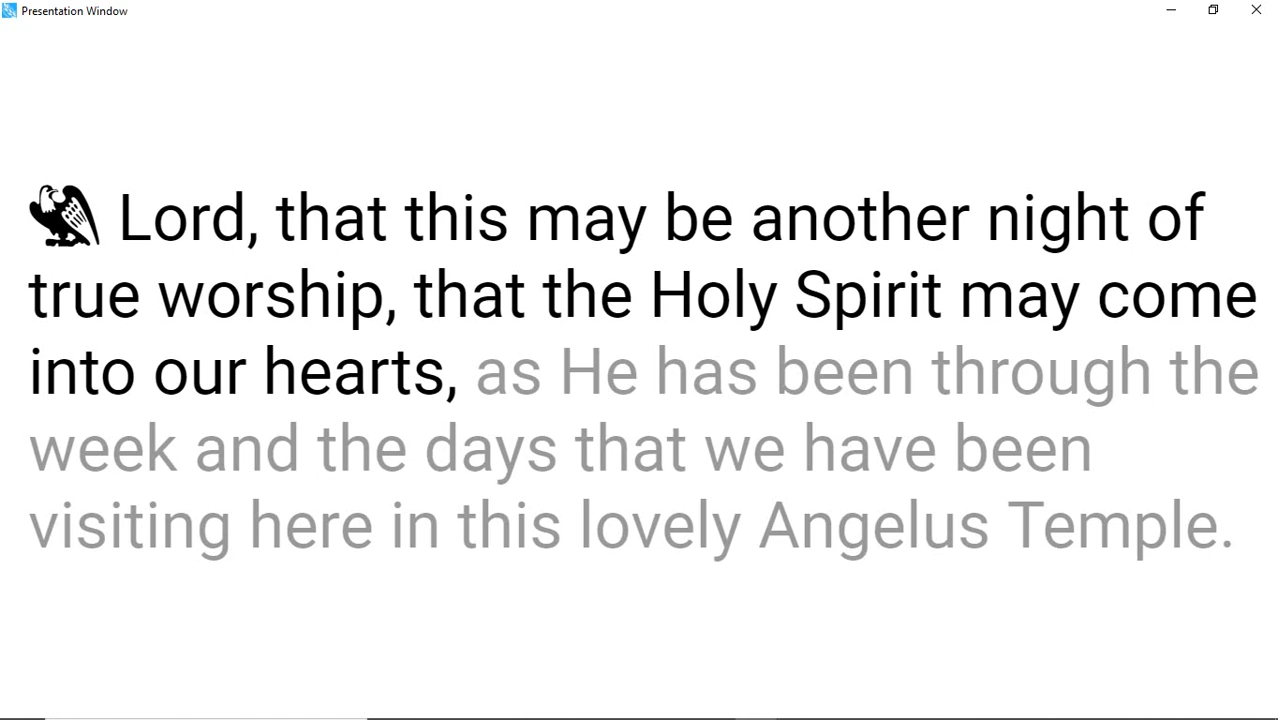 Presentation Window
Lord, that this may be another night of
true worship, that the Holy Spirit may come
into our hearts, as He has been through the
week and the days that we have been
visiting here in this lovely Angelus Temple.